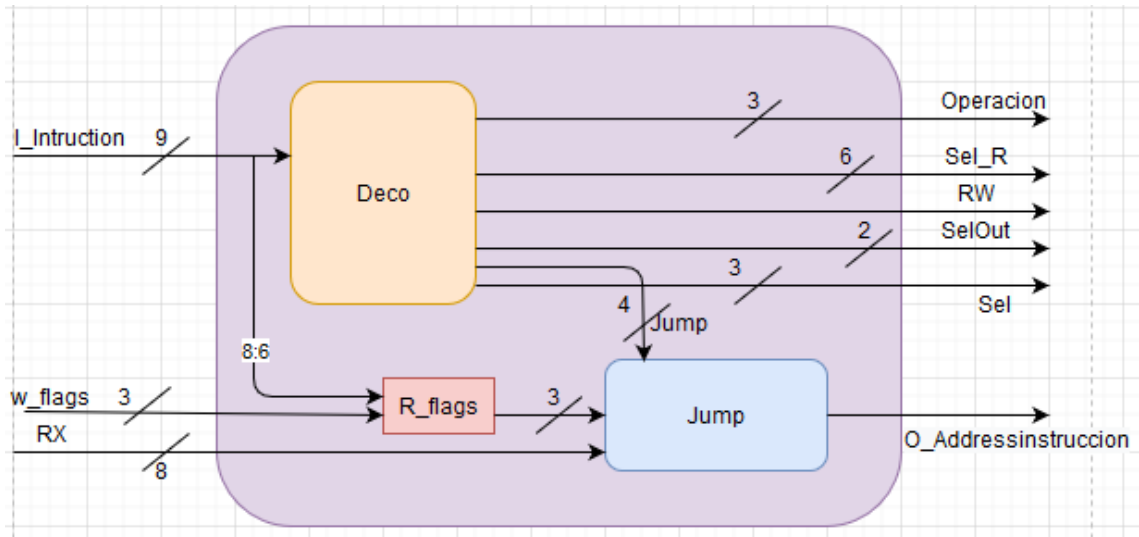 3
Operacion
I_Intruction
9
6
Sel_R
Deco
RW
SelOut
2
3
Sel
4
Jump
8:6
w_flags
3
R_flags
3
Jump
RX
8
O_Addressinstruccion